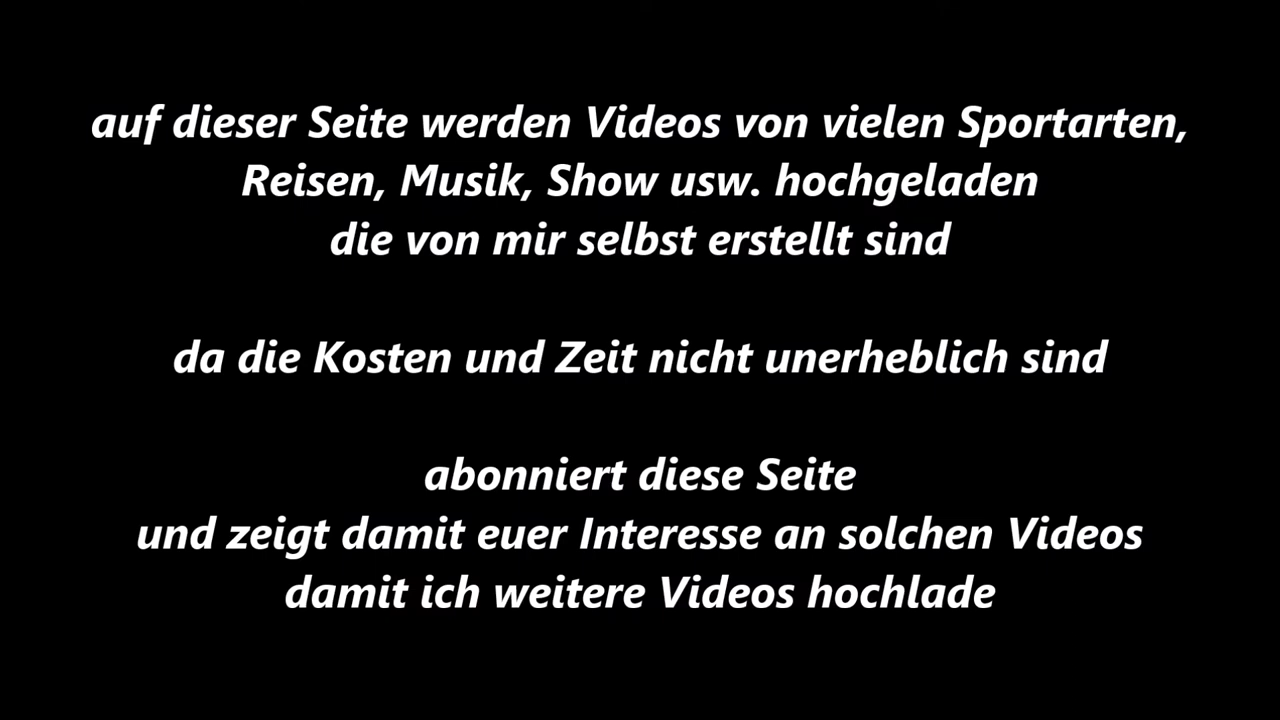 auf dieser Seite werden Videos von vielen Sportarten,
Reisen, Musik, Show usw. hochgeladen
die von mir selbst erstellt sind
da die Kosten und Zeit nicht unerheblich sind
abonniert diese Seite
und zeigt damit euer Interesse an solchen Videos
damit ich weitere Videos hochlade